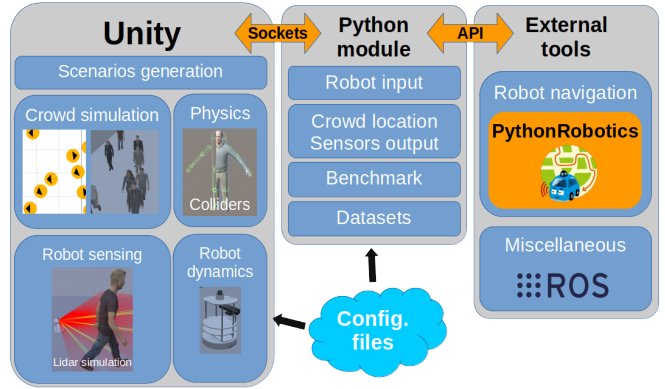 Unity
Sockets
Python
module
API
External
tools
Scenarios generation
Crowd simulation
Physics
Colliders
Robot sensing
Lidar simulation
Robot
dynamics
Robot input
Crowd location
Sensors output
Benchmark
Datasets
Config.
files
Robot navigation
PythonRobotics
Miscellaneous
ROS